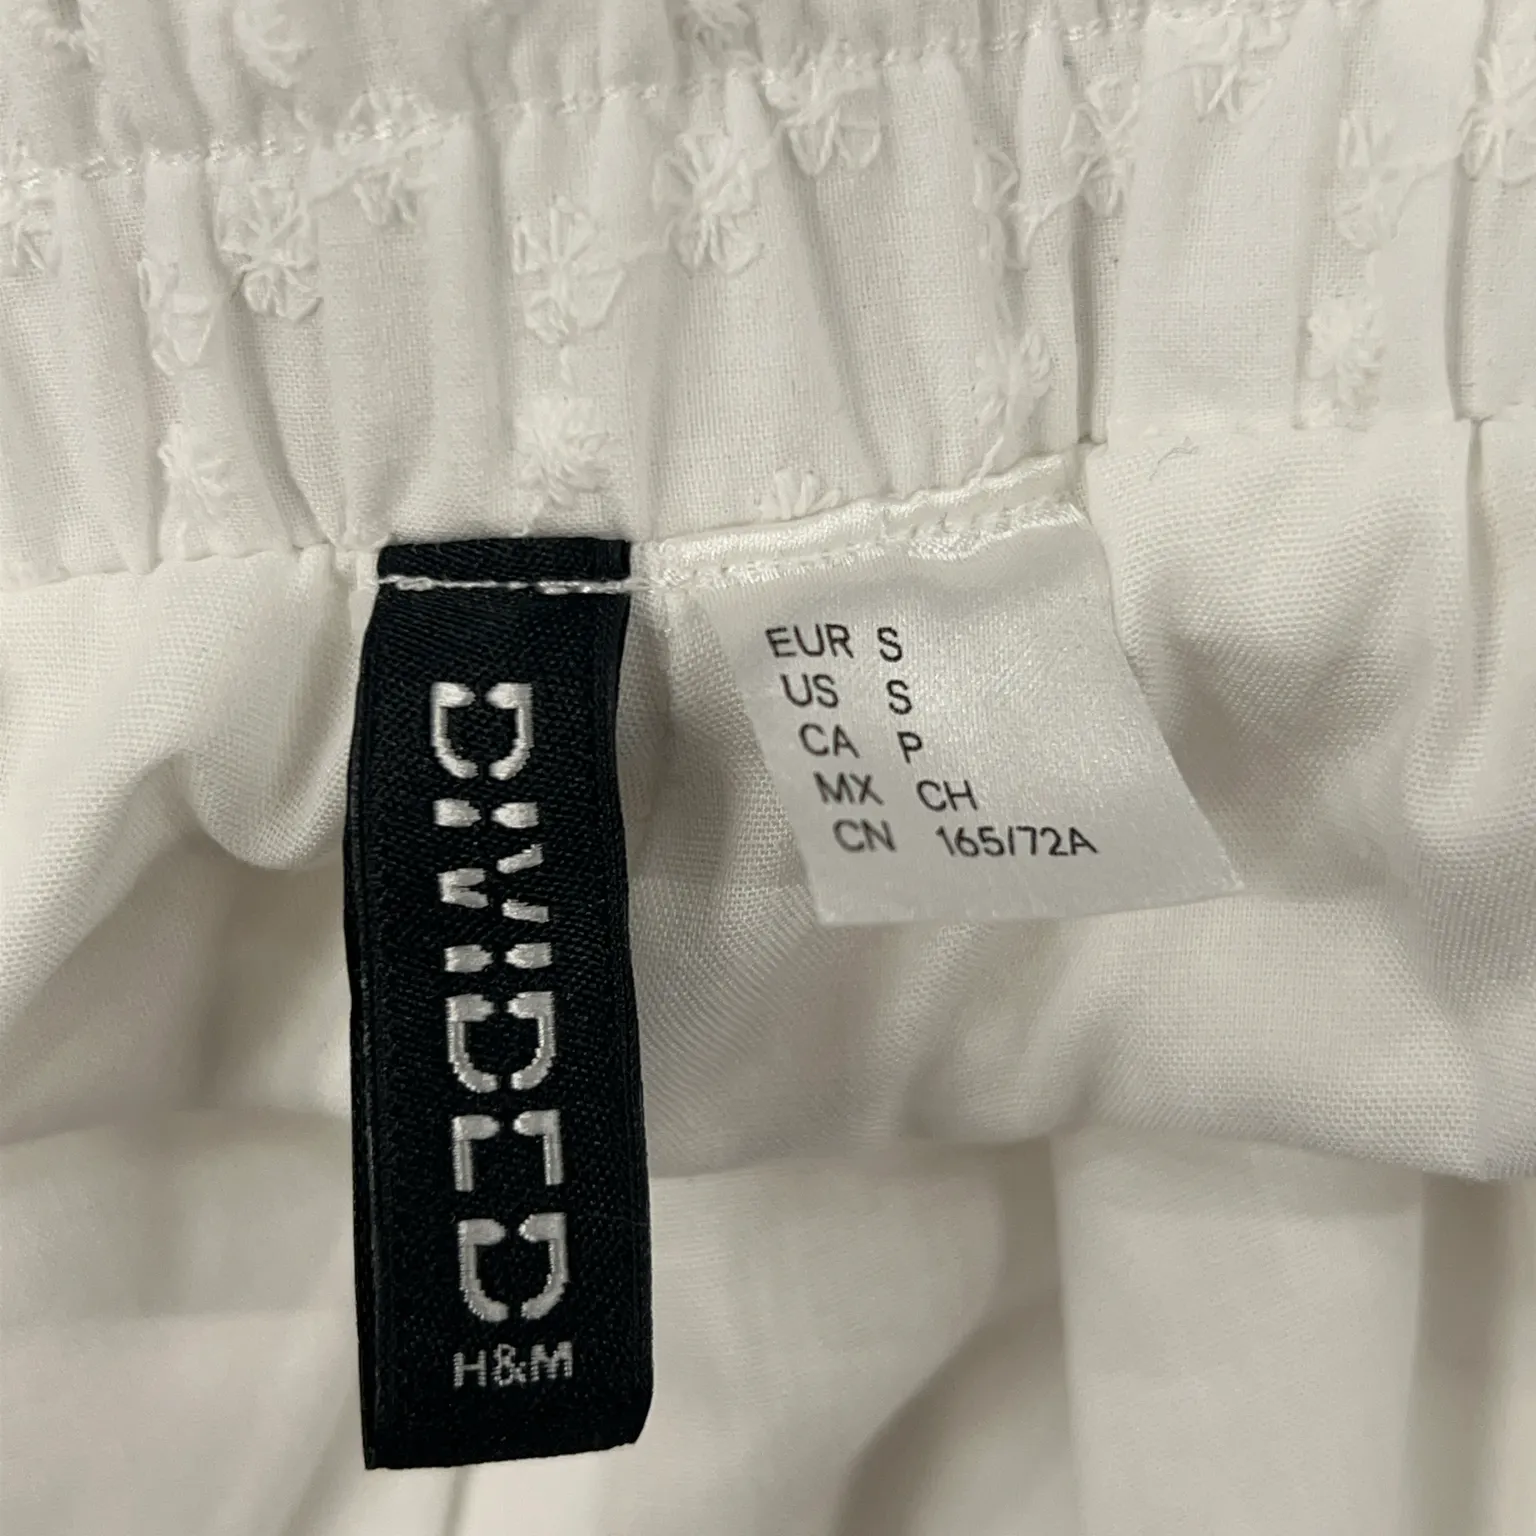 DIVIDED
H&M
EUR S
US S
CA P
MX CH
CN 165/72A